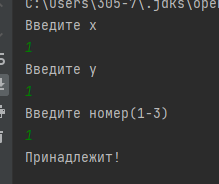 C:\Users\305-7\.jdks\ope
Введите x
1
Введите y
1
Введите номер(1-3)
1
Принадлежит!